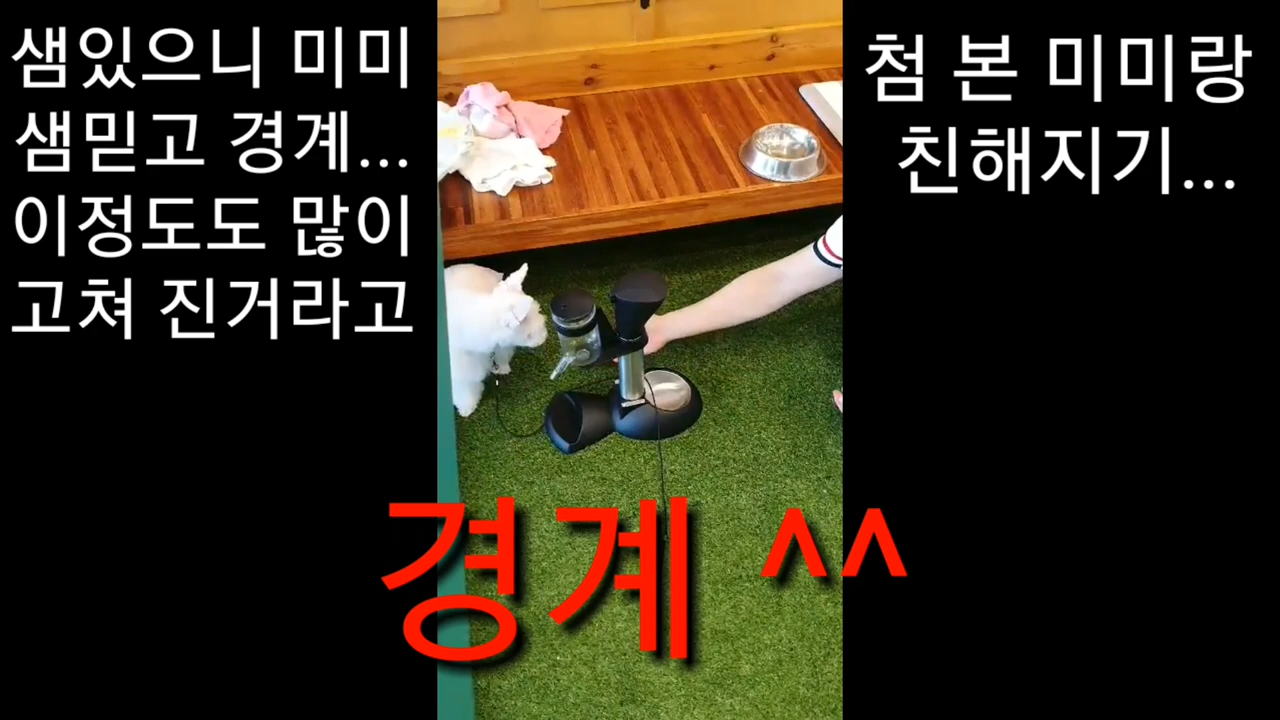 샘있으니 미미
샘믿고 경계...
이정도도 많이
고쳐 진거라고
첨 본 미미랑
친해지기...
경계 ^^